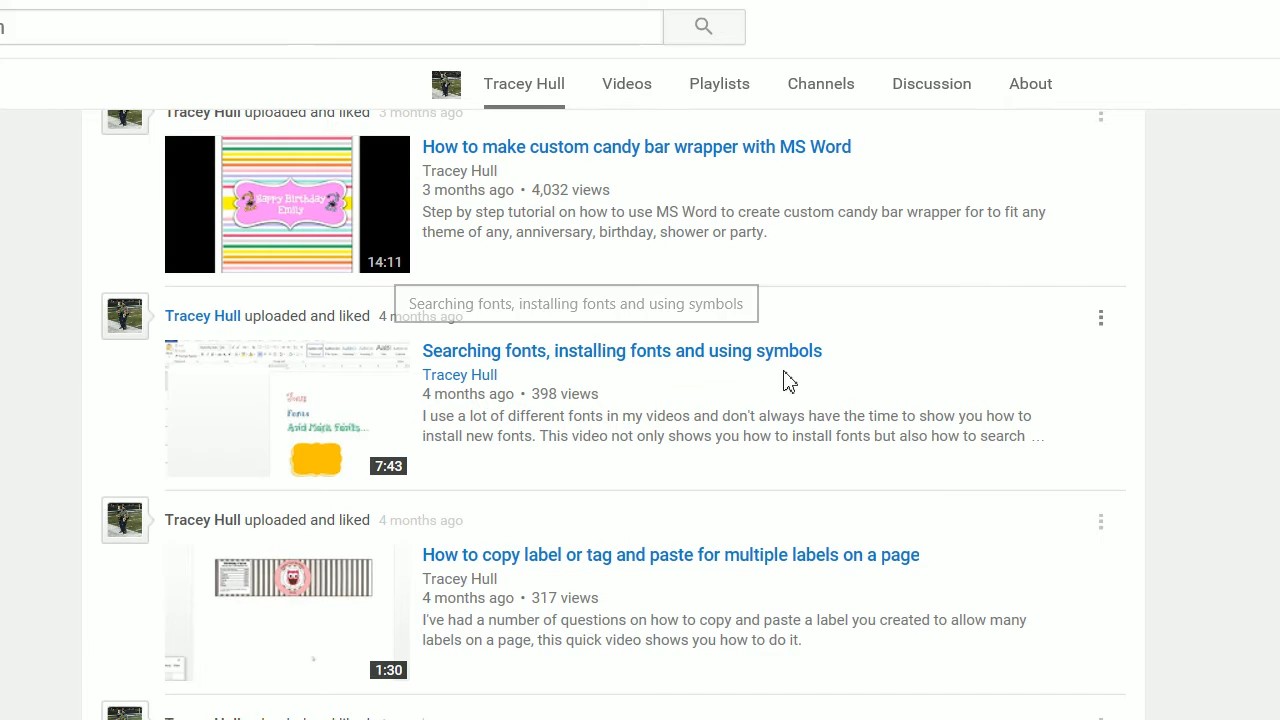 n
Tracey Hull Videos Playlists Channels Discussion About
Tracey Hull uploaded and liked 3 months ago
How to make custom candy bar wrapper with MS Word
Tracey Hull
3 months ago • 4,032 views
Step by step tutorial on how to use MS Word to create custom candy bar wrapper for to fit any
theme of any, anniversary, birthday, shower or party.
Happy Birthday
Emily
14:11
Searching fonts, installing fonts and using symbols
Tracey Hull uploaded and liked 4 months ago
Searching fonts, installing fonts and using symbols
Tracey Hull
4 months ago • 398 views
I use a lot of different fonts in my videos and don't always have the time to show you how to
install new fonts. This video not only shows you how to install fonts but also how to search ...
Fonts
Fonts
And More Fonts...
7:43
Tracey Hull uploaded and liked 4 months ago
How to copy label or tag and paste for multiple labels on a page
Tracey Hull
4 months ago • 317 views
I've had a number of questions on how to copy and paste a label you created to allow many
labels on a page, this quick video shows you how to do it.
1:30